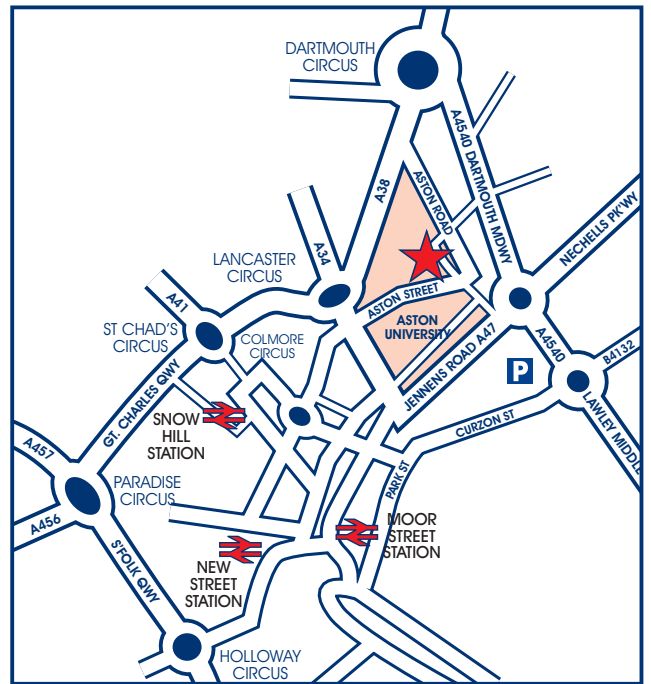 DARTMOUTH
CIRCUS
A4540 DARTMOUTH MDWY
A38
ASTON ROAD
NECHELLS PK'WY
A34
LANCASTER
CIRCUS
A41
ASTON STREET
ST CHAD'S
CIRCUS
COLMORE
CIRCUS
ASTON
UNIVERSITY
JENNENS ROAD A47
A4540
B4132
P
GT. CHARLES QWY
LAWLEY MIDDLE
SNOW
HILL
STATION
CURZON ST
A457
PARADISE
CIRCUS
PARK ST
A456
MOOR
STREET
STATION
S'FOLK QWY
NEW
STREET
STATION
HOLLOWAY
CIRCUS